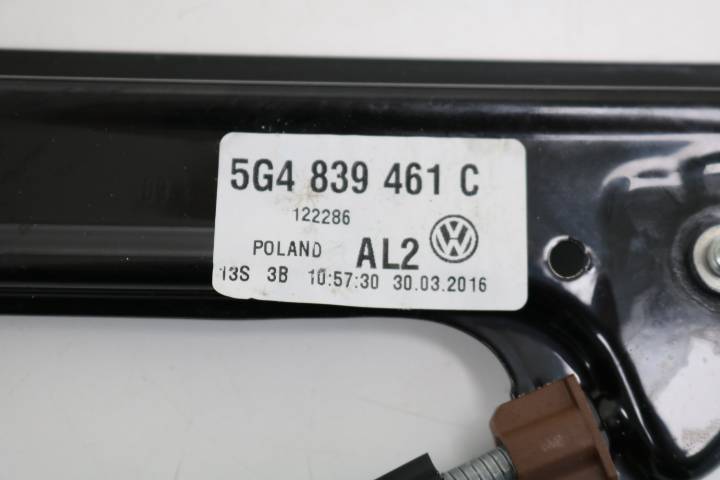 5G4 839 461 C
122286
POLAND AL2
13S 3B 10:57:30 30.03.2016